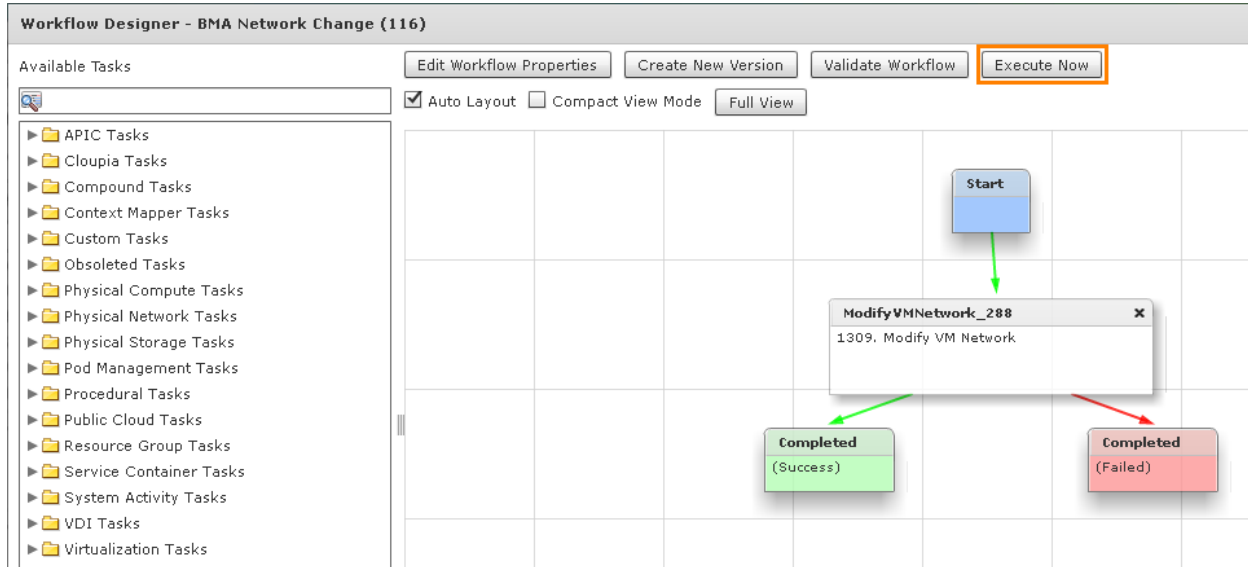 Workflow Designer - BMA Network Change (116)
Available Tasks
Edit Workflow Properties
Create New Version
Validate Workflow
Execute Now
Auto Layout
Compact View Mode
Full View
APIC Tasks
Cloupia Tasks
Compound Tasks
Context Mapper Tasks
Custom Tasks
Obsoleted Tasks
Physical Compute Tasks
Physical Network Tasks
Physical Storage Tasks
Pod Management Tasks
Procedural Tasks
Public Cloud Tasks
Resource Group Tasks
Service Container Tasks
System Activity Tasks
VDI Tasks
Virtualization Tasks
Start
ModifyVMNetwork_288
1309. Modify VM Network
Completed
(Success)
Completed
(Failed)